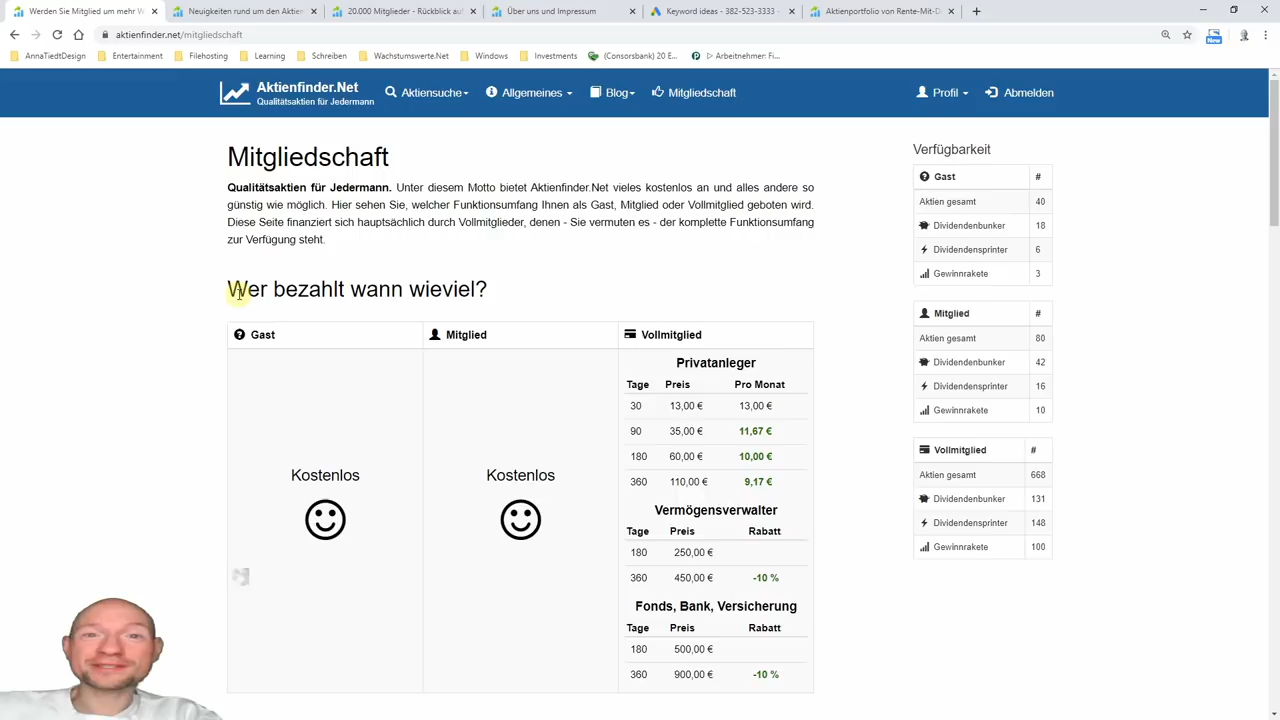 Werden Sie Mitglied um mehr W
Neuigkeiten rund um den Aktien
20.000 Mitglieder - Rückblick auf
Über uns und Impressum
Keyword ideas - 382-523-3333 -
Aktienportfolio von Rente-Mit-D
aktienfinder.net/mitgliedschaft
New
AnnaTiedtDesign
Entertainment
Filehosting
Learning
Schreiben
Wachstumswerte.Net
Windows
Investments
(Consorsbank) 20 E...
▷ Arbeitnehmer: Fi...
Aktienfinder.Net
Qualitätsaktien für Jedermann
Aktiensuche
Allgemeines
Blog
Mitgliedschaft
Profil
Abmelden
Mitgliedschaft
Qualitätsaktien für Jedermann. Unter diesem Motto bietet Aktienfinder.Net vieles kostenlos an und alles andere so
günstig wie möglich. Hier sehen Sie, welcher Funktionsumfang Ihnen als Gast, Mitglied oder Vollmitglied geboten wird.
Diese Seite finanziert sich hauptsächlich durch Vollmitglieder, denen - Sie vermuten es - der komplette Funktionsumfang
zur Verfügung steht.
Wer bezahlt wann wieviel?
Gast
Kostenlos
Mitglied
Kostenlos
Vollmitglied
Privatanleger
Tage Preis Pro Monat
30 13,00 € 13,00 €
90 35,00 € 11,67 €
180 60,00 € 10,00 €
360 110,00 € 9,17 €
Vermögensverwalter
Tage Preis Rabatt
180 250,00 €
360 450,00 € -10 %
Fonds, Bank, Versicherung
Tage Preis Rabatt
180 500,00 €
360 900,00 € -10 %
Verfügbarkeit
Gast #
Aktien gesamt 40
Dividendenbunker 18
Dividendensprinter 6
Gewinnrakete 3
Mitglied #
Aktien gesamt 80
Dividendenbunker 42
Dividendensprinter 16
Gewinnrakete 10
Vollmitglied #
Aktien gesamt 668
Dividendenbunker 131
Dividendensprinter 148
Gewinnrakete 100